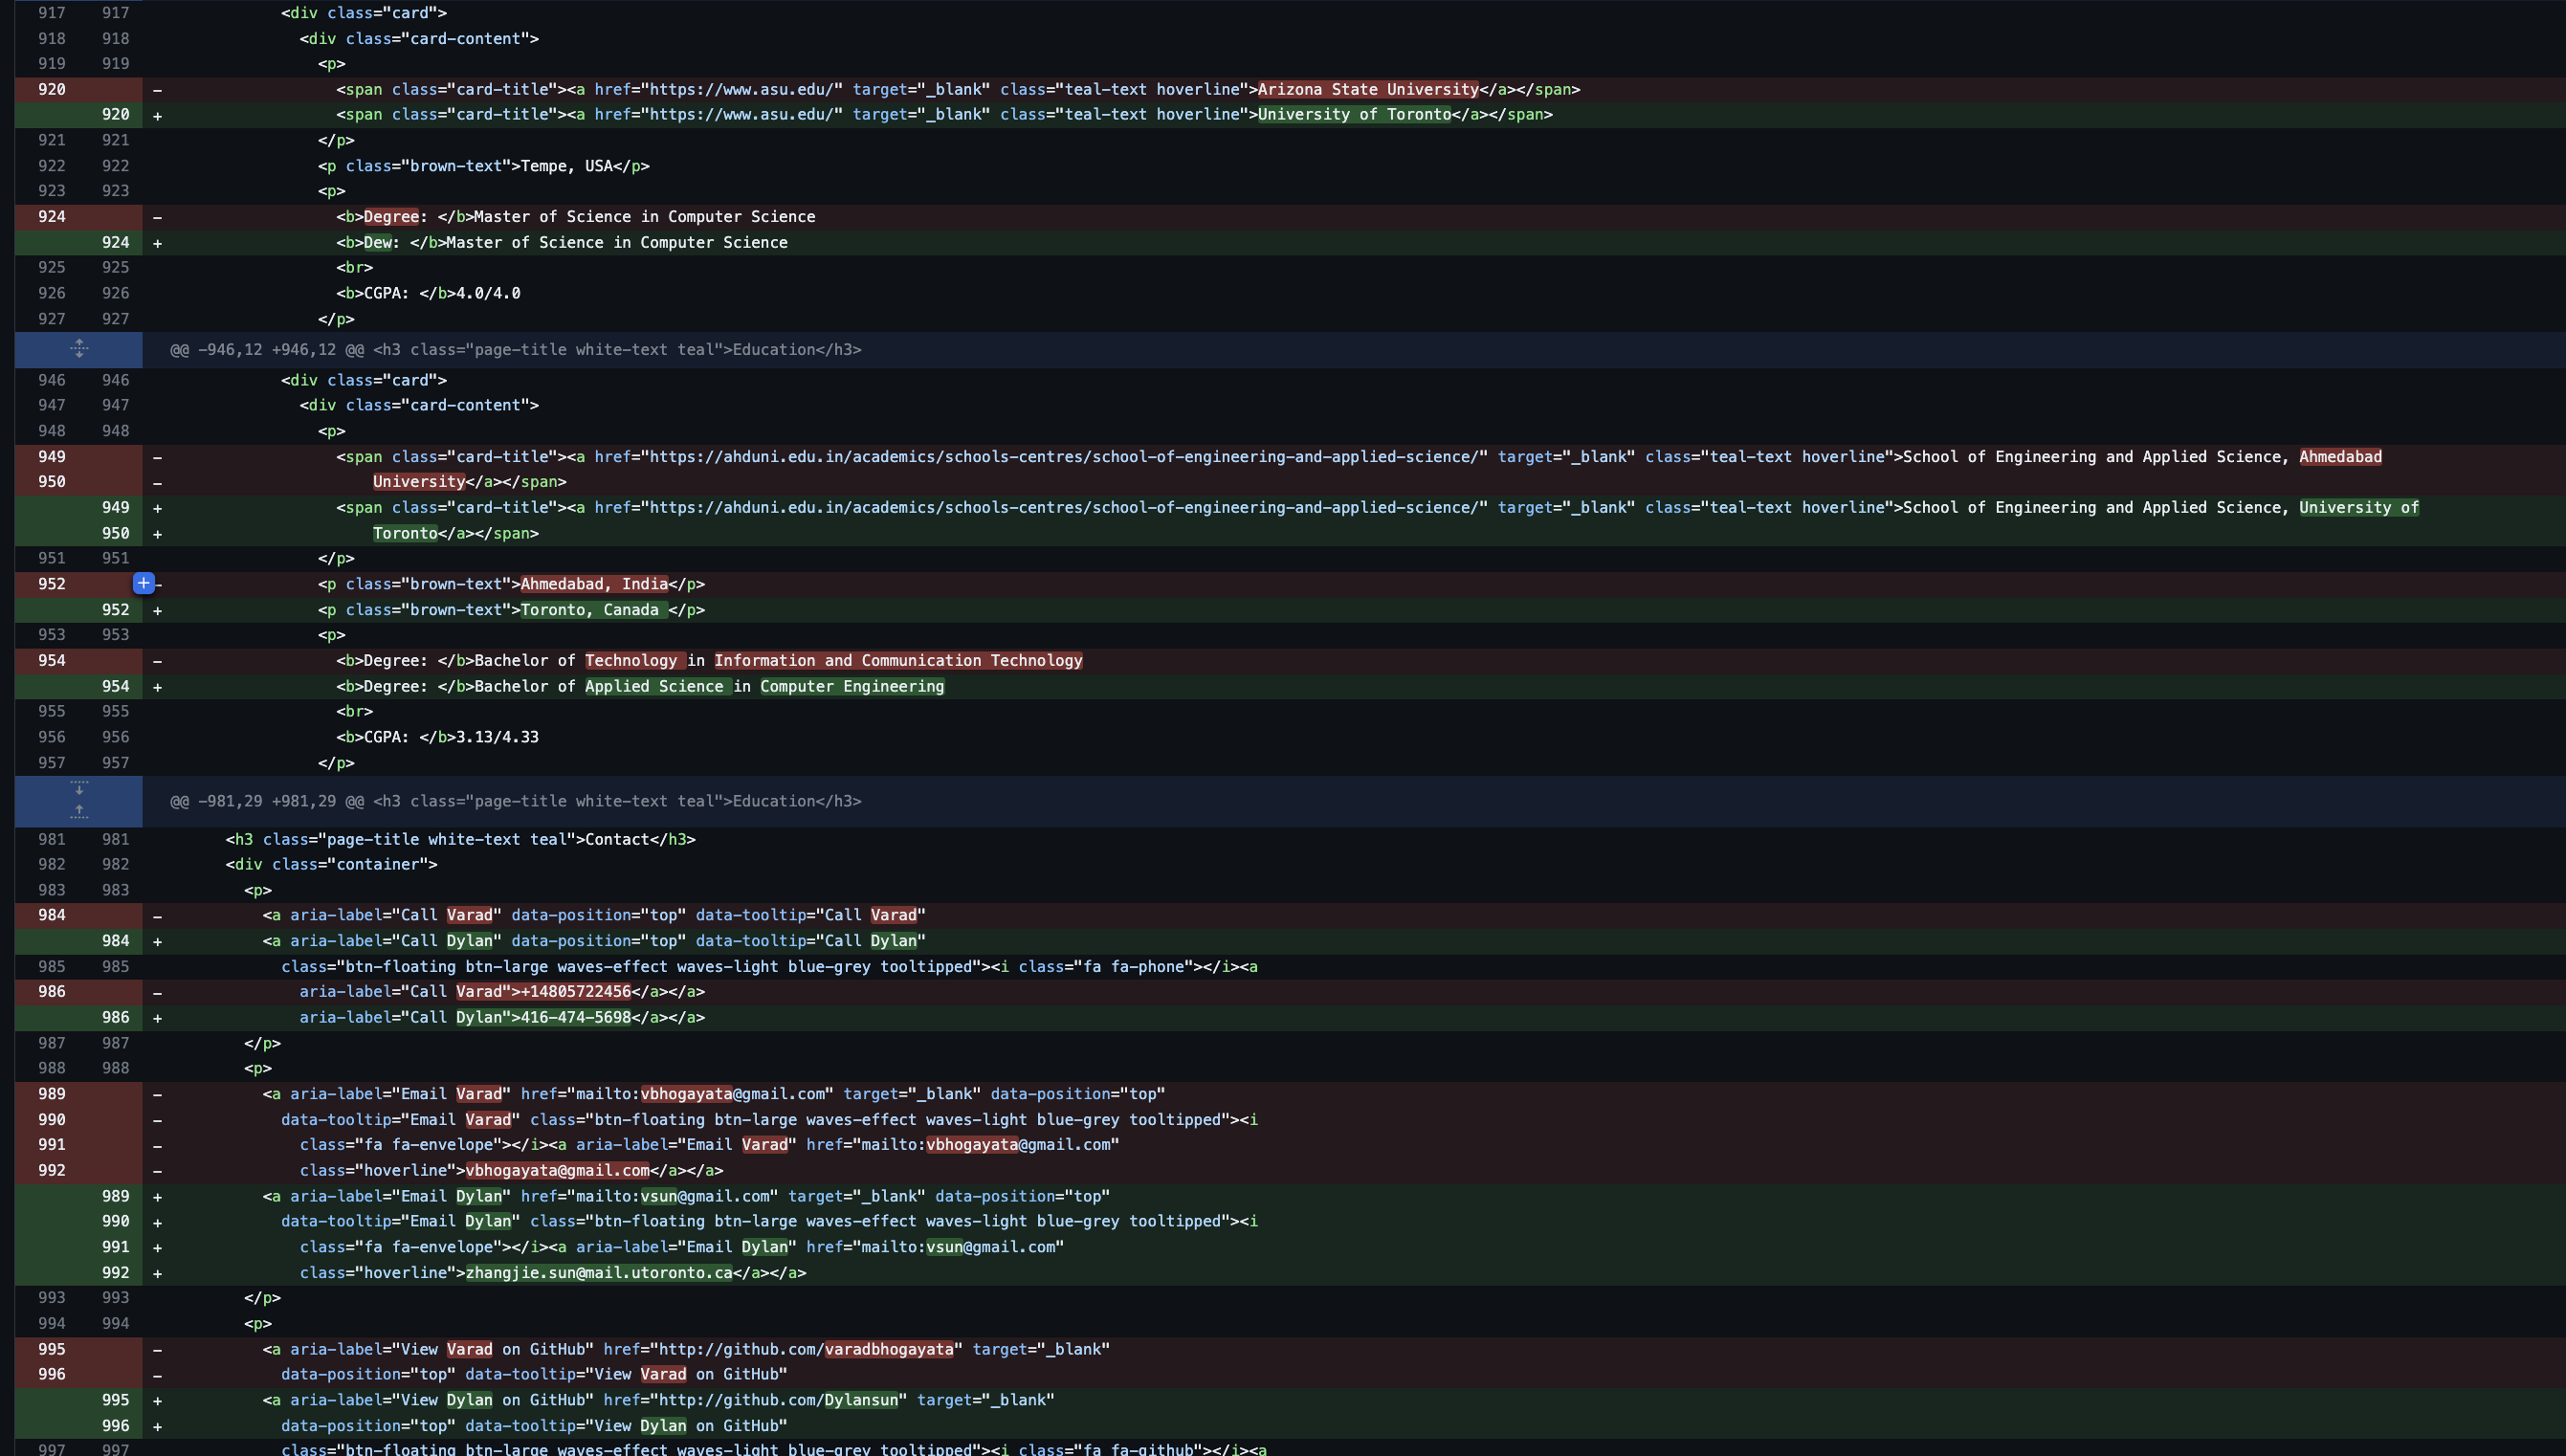 917 917 <div class="card">
918 918 <div class="card-content">
919 919 <p>
920 - <span class="card-title"><a href="https://www.asu.edu/" target="_blank" class="teal-text hoverline">Arizona State University</a></span>
920 + <span class="card-title"><a href="https://www.asu.edu/" target="_blank" class="teal-text hoverline">University of Toronto</a></span>
921 921 </p>
922 922 <p class="brown-text">Tempe, USA</p>
923 923 <p>
924 - <b>Degree: </b>Master of Science in Computer Science
924 + <b>Dew: </b>Master of Science in Computer Science
925 925 <br>
926 926 <b>CGPA: </b>4.0/4.0
927 927 </p>
@@ -946,12 +946,12 @@ <h3 class="page-title white-text teal">Education</h3>
946 946 <div class="card">
947 947 <div class="card-content">
948 948 <p>
949 - <span class="card-title"><a href="https://ahduni.edu.in/academics/schools-centres/school-of-engineering-and-applied-science/" target="_blank" class="teal-text hoverline">School of Engineering and Applied Science, Ahmedabad
950 - University</a></span>
949 + <span class="card-title"><a href="https://ahduni.edu.in/academics/schools-centres/school-of-engineering-and-applied-science/" target="_blank" class="teal-text hoverline">School of Engineering and Applied Science, University of
950 + Toronto</a></span>
951 951 </p>
952 + - <p class="brown-text">Ahmedabad, India</p>
952 + <p class="brown-text">Toronto, Canada </p>
953 953 <p>
954 - <b>Degree: </b>Bachelor of Technology in Information and Communication Technology
954 + <b>Degree: </b>Bachelor of Applied Science in Computer Engineering
955 955 <br>
956 956 <b>CGPA: </b>3.13/4.33
957 957 </p>
@@ -981,29 +981,29 @@ <h3 class="page-title white-text teal">Education</h3>
981 981 <h3 class="page-title white-text teal">Contact</h3>
982 982 <div class="container">
983 983 <p>
984 - <a aria-label="Call Varad" data-position="top" data-tooltip="Call Varad"
984 + <a aria-label="Call Dylan" data-position="top" data-tooltip="Call Dylan"
985 985 class="btn-floating btn-large waves-effect waves-light blue-grey tooltipped"><i class="fa fa-phone"></i><a
986 - aria-label="Call Varad">+14805722456</a></a>
986 + aria-label="Call Dylan">416-474-5698</a></a>
987 987 </p>
988 988 <p>
989 - <a aria-label="Email Varad" href="mailto:vbhogayata@gmail.com" target="_blank" data-position="top"
990 - data-tooltip="Email Varad" class="btn-floating btn-large waves-effect waves-light blue-grey tooltipped"><i
991 - class="fa fa-envelope"></i><a aria-label="Email Varad" href="mailto:vbhogayata@gmail.com"
992 - class="hoverline">vbhogayata@gmail.com</a></a>
989 + <a aria-label="Email Dylan" href="mailto:vsun@gmail.com" target="_blank" data-position="top"
990 + data-tooltip="Email Dylan" class="btn-floating btn-large waves-effect waves-light blue-grey tooltipped"><i
991 + class="fa fa-envelope"></i><a aria-label="Email Dylan" href="mailto:vsun@gmail.com"
992 + class="hoverline">zhangjie.sun@mail.utoronto.ca</a></a>
993 993 </p>
994 994 <p>
995 - <a aria-label="View Varad on GitHub" href="http://github.com/varadbhogayata" target="_blank"
996 - data-position="top" data-tooltip="View Varad on GitHub"
995 + <a aria-label="View Dylan on GitHub" href="http://github.com/Dylansun" target="_blank"
996 + data-position="top" data-tooltip="View Dylan on GitHub"
997 997 class="btn-floating btn-large waves-effect waves-light blue-grey tooltipped"><i class="fa fa-github"></i><a